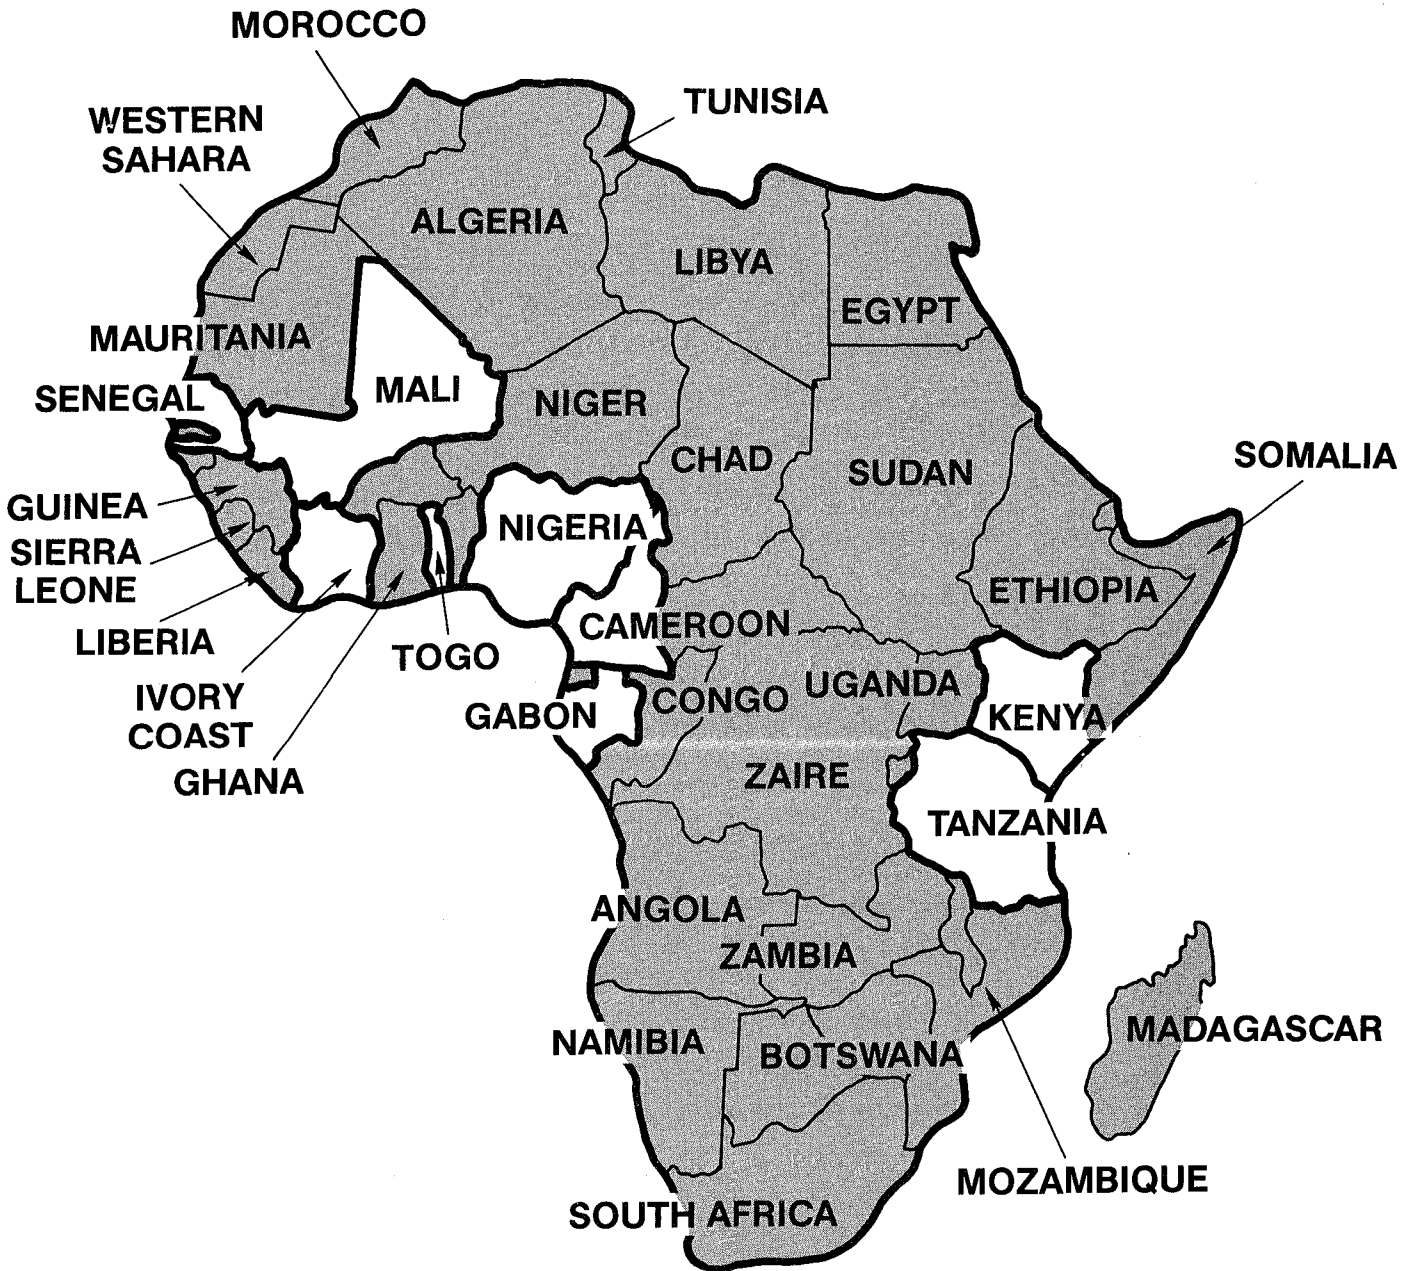 MOROCCO
TUNISIA
WESTERN
SAHARA
ALGERIA
LIBYA
EGYPT
MAURITANIA
MALI
SENEGAL
NIGER
CHAD
SUDAN
SOMALIA
GUINEA
NIGERIA
SIERRA
LEONE
ETHIOPIA
LIBERIA
CAMEROON
TOGO
IVORY
COAST
GABON
CONGO
UGANDA
KENYA
GHANA
ZAIRE
TANZANIA
ANGOLA
ZAMBIA
NAMIBIA
BOTSWANA
MADAGASCAR
MOZAMBIQUE
SOUTH AFRICA